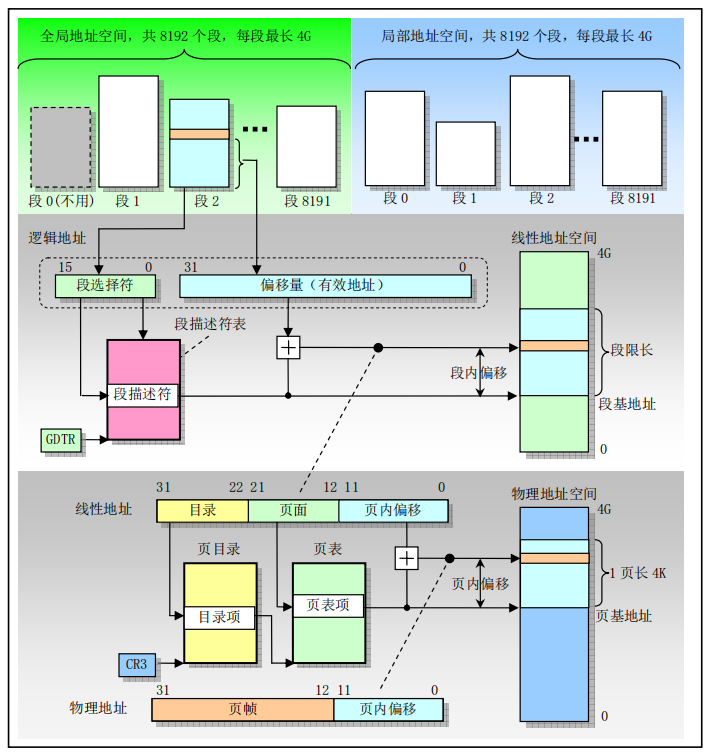 全局地址空间，共 8192 个段，每段最长 4G
局部地址空间，共 8192 个段，每段最长 4G
段 0(不用)
段 1
段 2
段 8191
段 0
段 1
段 2
段 8191
逻辑地址
线性地址空间
15
0
31
0
4G
段选择符
偏移量（有效地址）
段描述符表
段限长
段内偏移
段描述符
段基地址
GDTR
0
31
22
21
12
11
0
物理地址空间
线性地址
目录
页面
页内偏移
4G
页目录
页表
1 页长 4K
页内偏移
目录项
页表项
页基地址
CR3
31
12
11
0
物理地址
页帧
页内偏移
0